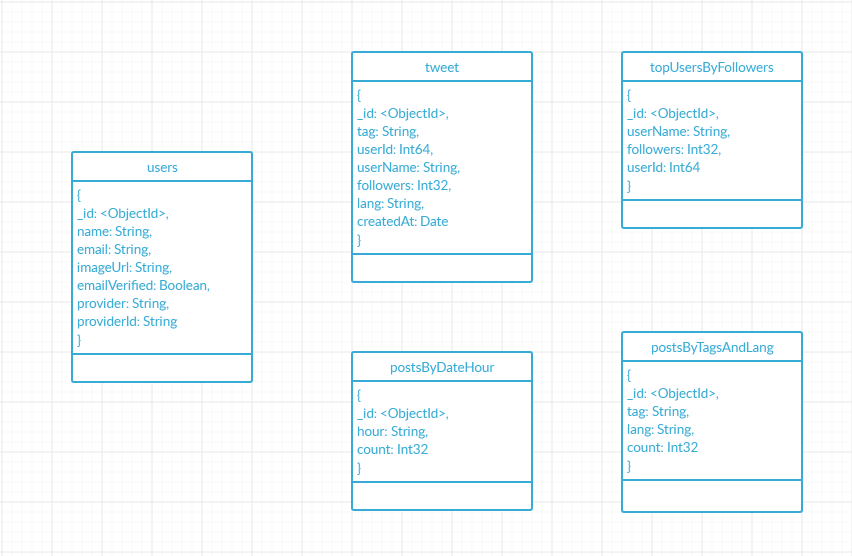 users
{
_id: <ObjectId>,
name: String,
email: String,
imageUrl: String,
emailVerified: Boolean,
provider: String,
providerId: String
}
tweet
{
_id: <ObjectId>,
tag: String,
userId: Int64,
userName: String,
followers: Int32,
lang: String,
createdAt: Date
}
topUsersByFollowers
{
_id: <ObjectId>,
userName: String,
followers: Int32,
userId: Int64
}
postsByDateHour
{
_id: <ObjectId>,
hour: String,
count: Int32
}
postsByTagsAndLang
{
_id: <ObjectId>,
tag: String,
lang: String,
count: Int32
}